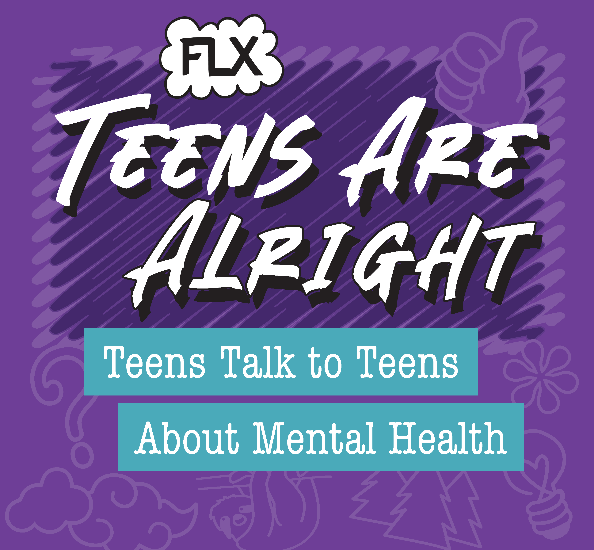 FLX
TEENS ARE
ALRIGHT
Teens Talk to Teens
About Mental Health